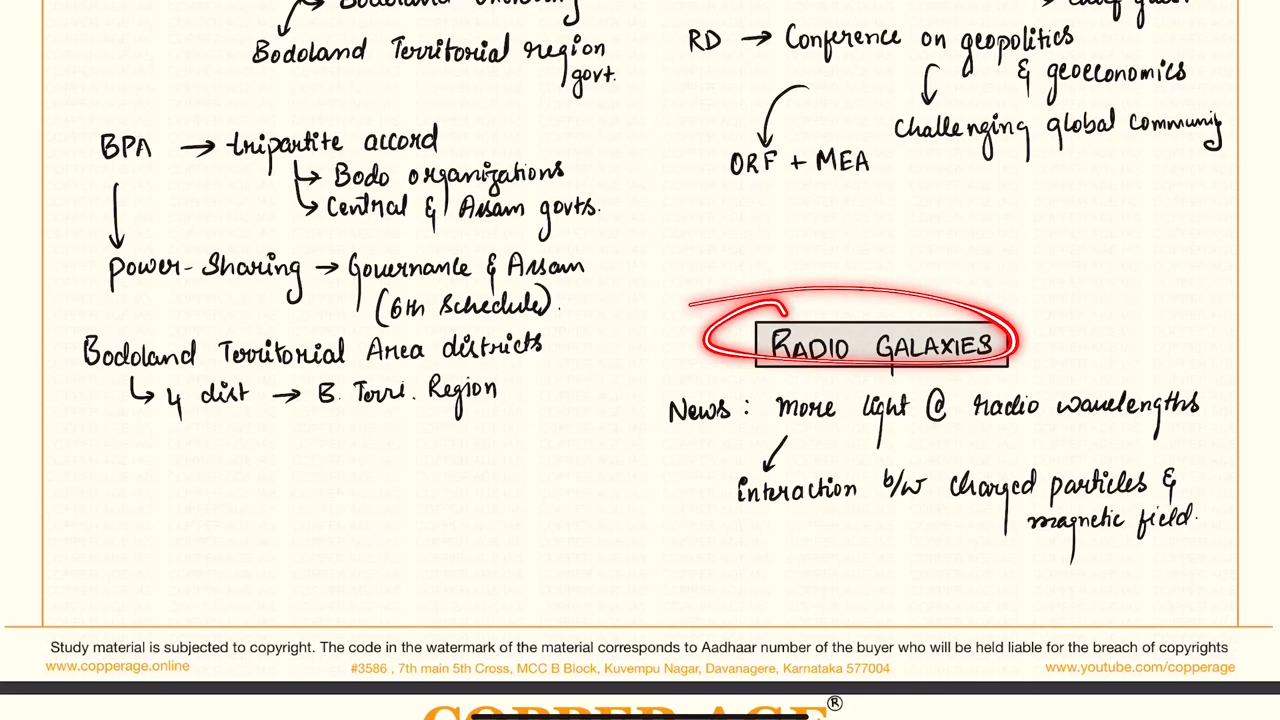 Bodoland
Bodoland Territorial region
govt.
BPA → tripartite accord
↳ Bodo organizations
↳ Central & Assam govts.
power-Sharing → Governance & Assam
(6th Schedule).
Bodoland Territorial Area districts
↳ 4 dist → B. Terri. Region
RD → Conference on geopolitics
& geoeconomics
challenging global community
ORF + MEA
RADIO GALAXIES
News: More light @ radio wavelengths
interaction b/w charged particles &
magnetic field.
Study material is subjected to copyright. The code in the watermark of the material corresponds to Aadhaar number of the buyer who will be held liable for the breach of copyrights
www.copperage.online #3586 , 7th main 5th Cross, MCC B Block, Kuvempu Nagar, Davanagere, Karnataka 577004 www.youtube.com/copperage
COPPER AGE®